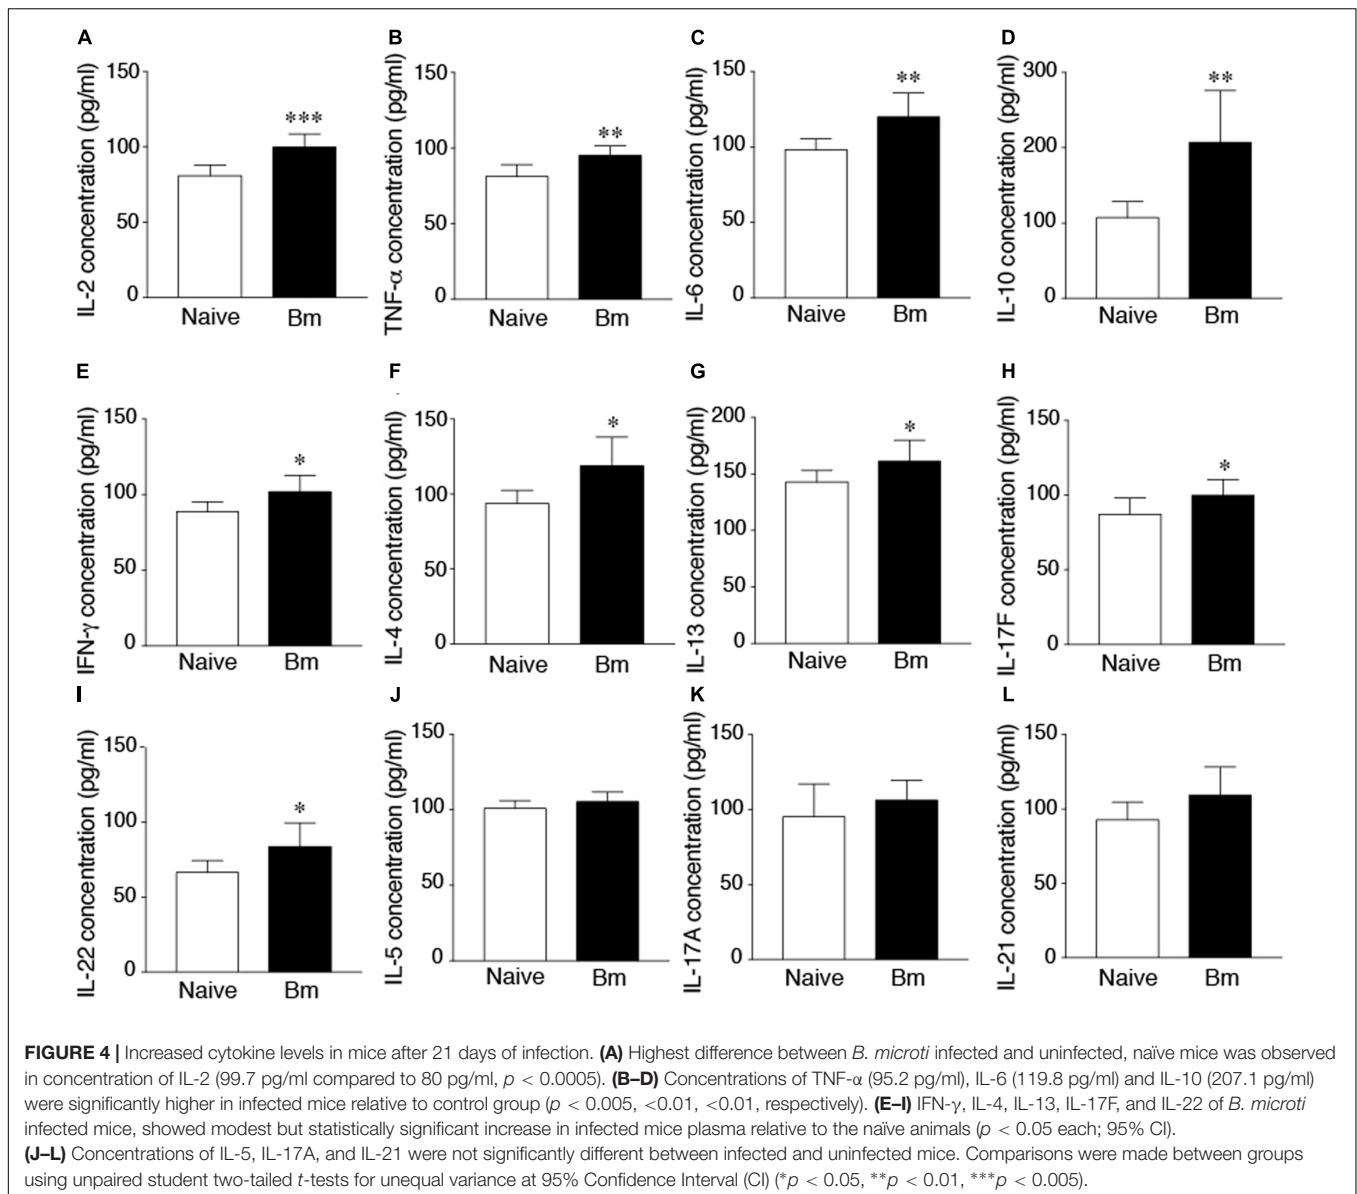 A B C D
IL-2 concentration (pg/ml)
150
100
50
0
***
Naive Bm
TNF-α concentration (pg/ml)
150
100
50
0
**
Naive Bm
IL-6 concentration (pg/ml)
150
100
50
0
**
Naive Bm
IL-10 concentration (pg/ml)
300
200
100
0
**
Naive Bm
E F G H
IFN-γ concentration (pg/ml)
150
100
50
0
*
Naive Bm
IL-4 concentration (pg/ml)
150
100
50
0
*
Naive Bm
IL-13 concentration (pg/ml)
200
150
100
50
0
*
Naive Bm
IL-17F concentration (pg/ml)
150
100
50
0
*
Naive Bm
I J K L
IL-22 concentration (pg/ml)
150
100
50
0
*
Naive Bm
IL-5 concentration (pg/ml)
150
100
50
0
Naive Bm
IL-17A concentration (pg/ml)
150
100
50
0
Naive Bm
IL-21 concentration (pg/ml)
150
100
50
0
Naive Bm
FIGURE 4 | Increased cytokine levels in mice after 21 days of infection. (A) Highest difference between B. microti infected and uninfected, naïve mice was observed
in concentration of IL-2 (99.7 pg/ml compared to 80 pg/ml, p < 0.0005). (B–D) Concentrations of TNF-α (95.2 pg/ml), IL-6 (119.8 pg/ml) and IL-10 (207.1 pg/ml)
were significantly higher in infected mice relative to control group (p < 0.005, <0.01, <0.01, respectively). (E–I) IFN-γ, IL-4, IL-13, IL-17F, and IL-22 of B. microti
infected mice, showed modest but statistically significant increase in infected mice plasma relative to the naïve animals (p < 0.05 each; 95% CI).
(J–L) Concentrations of IL-5, IL-17A, and IL-21 were not significantly different between infected and uninfected mice. Comparisons were made between groups
using unpaired student two-tailed t-tests for unequal variance at 95% Confidence Interval (CI) (*p < 0.05, **p < 0.01, ***p < 0.005).